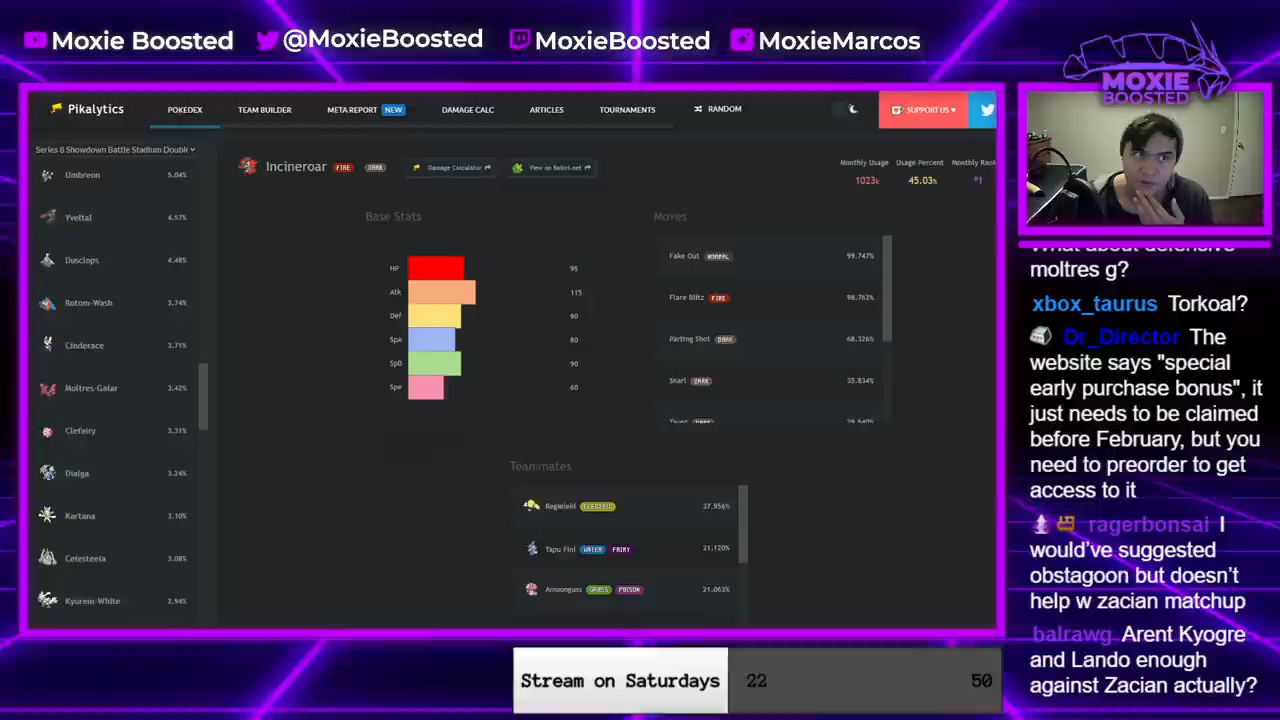 Moxie Boosted @MoxieBoosted MoxieBoosted MoxieMarcos
MOXIE
BOOSTED
Pikalytics POKEDEX TEAM BUILDER META REPORT NEW DAMAGE CALC ARTICLES TOURNAMENTS RANDOM SUPPORT US
Series 8 Showdown Battle Stadium Double
Umbreon 5.04%
Yveltal 4.57%
Dusclops 4.48%
Rotom-Wash 3.74%
Cinderace 3.71%
Moltres-Galar 3.42%
Clefairy 3.31%
Dialga 3.24%
Kartana 3.10%
Celesteela 3.08%
Kyurem-White 2.94%
Incineroar FIRE DARK Damage Calculator View on Babiri.net
Monthly Usage Usage Percent Monthly Rank
1023k 45.03% #1
Base Stats
HP 95
Atk 115
Def 90
SpA 80
SpD 90
Spe 60
Moves
Fake Out NORMAL 99.747%
Flare Blitz FIRE 98.762%
Parting Shot DARK 68.326%
Snarl DARK 35.834%
Taunt DARK 29.540%
Teammates
Regieleki ELECTRIC 37.956%
Tapu Fini WATER FAIRY 21.120%
Amoonguss GRASS POISON 21.063%
What about defensive
moltres g?
xbox_taurus Torkoal?
Dr_Director The
website says "special
early purchase bonus", it
just needs to be claimed
before February, but you
need to preorder to get
access to it
ragerbonsai I
would've suggested
obstagoon but doesn't
help w zacian matchup
balrawg Arent Kyogre
and Lando enough
against Zacian actually?
Stream on Saturdays 22 50